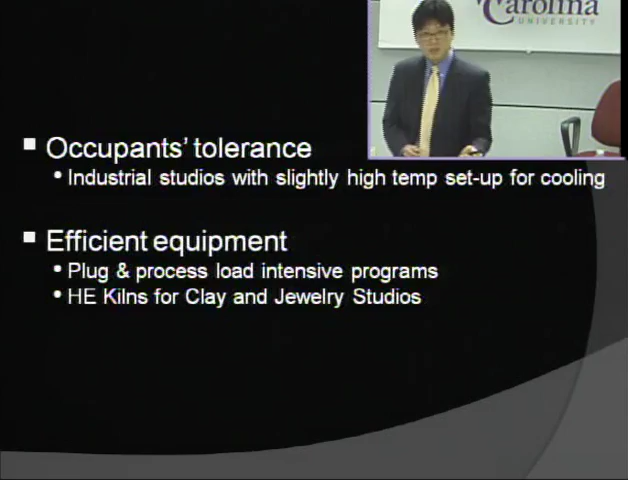 Carolina
UNIVERSITY
Occupants' tolerance
Industrial studios with slightly high temp set-up for cooling
Efficient equipment
Plug & process load intensive programs
HE Kilns for Clay and Jewelry Studios